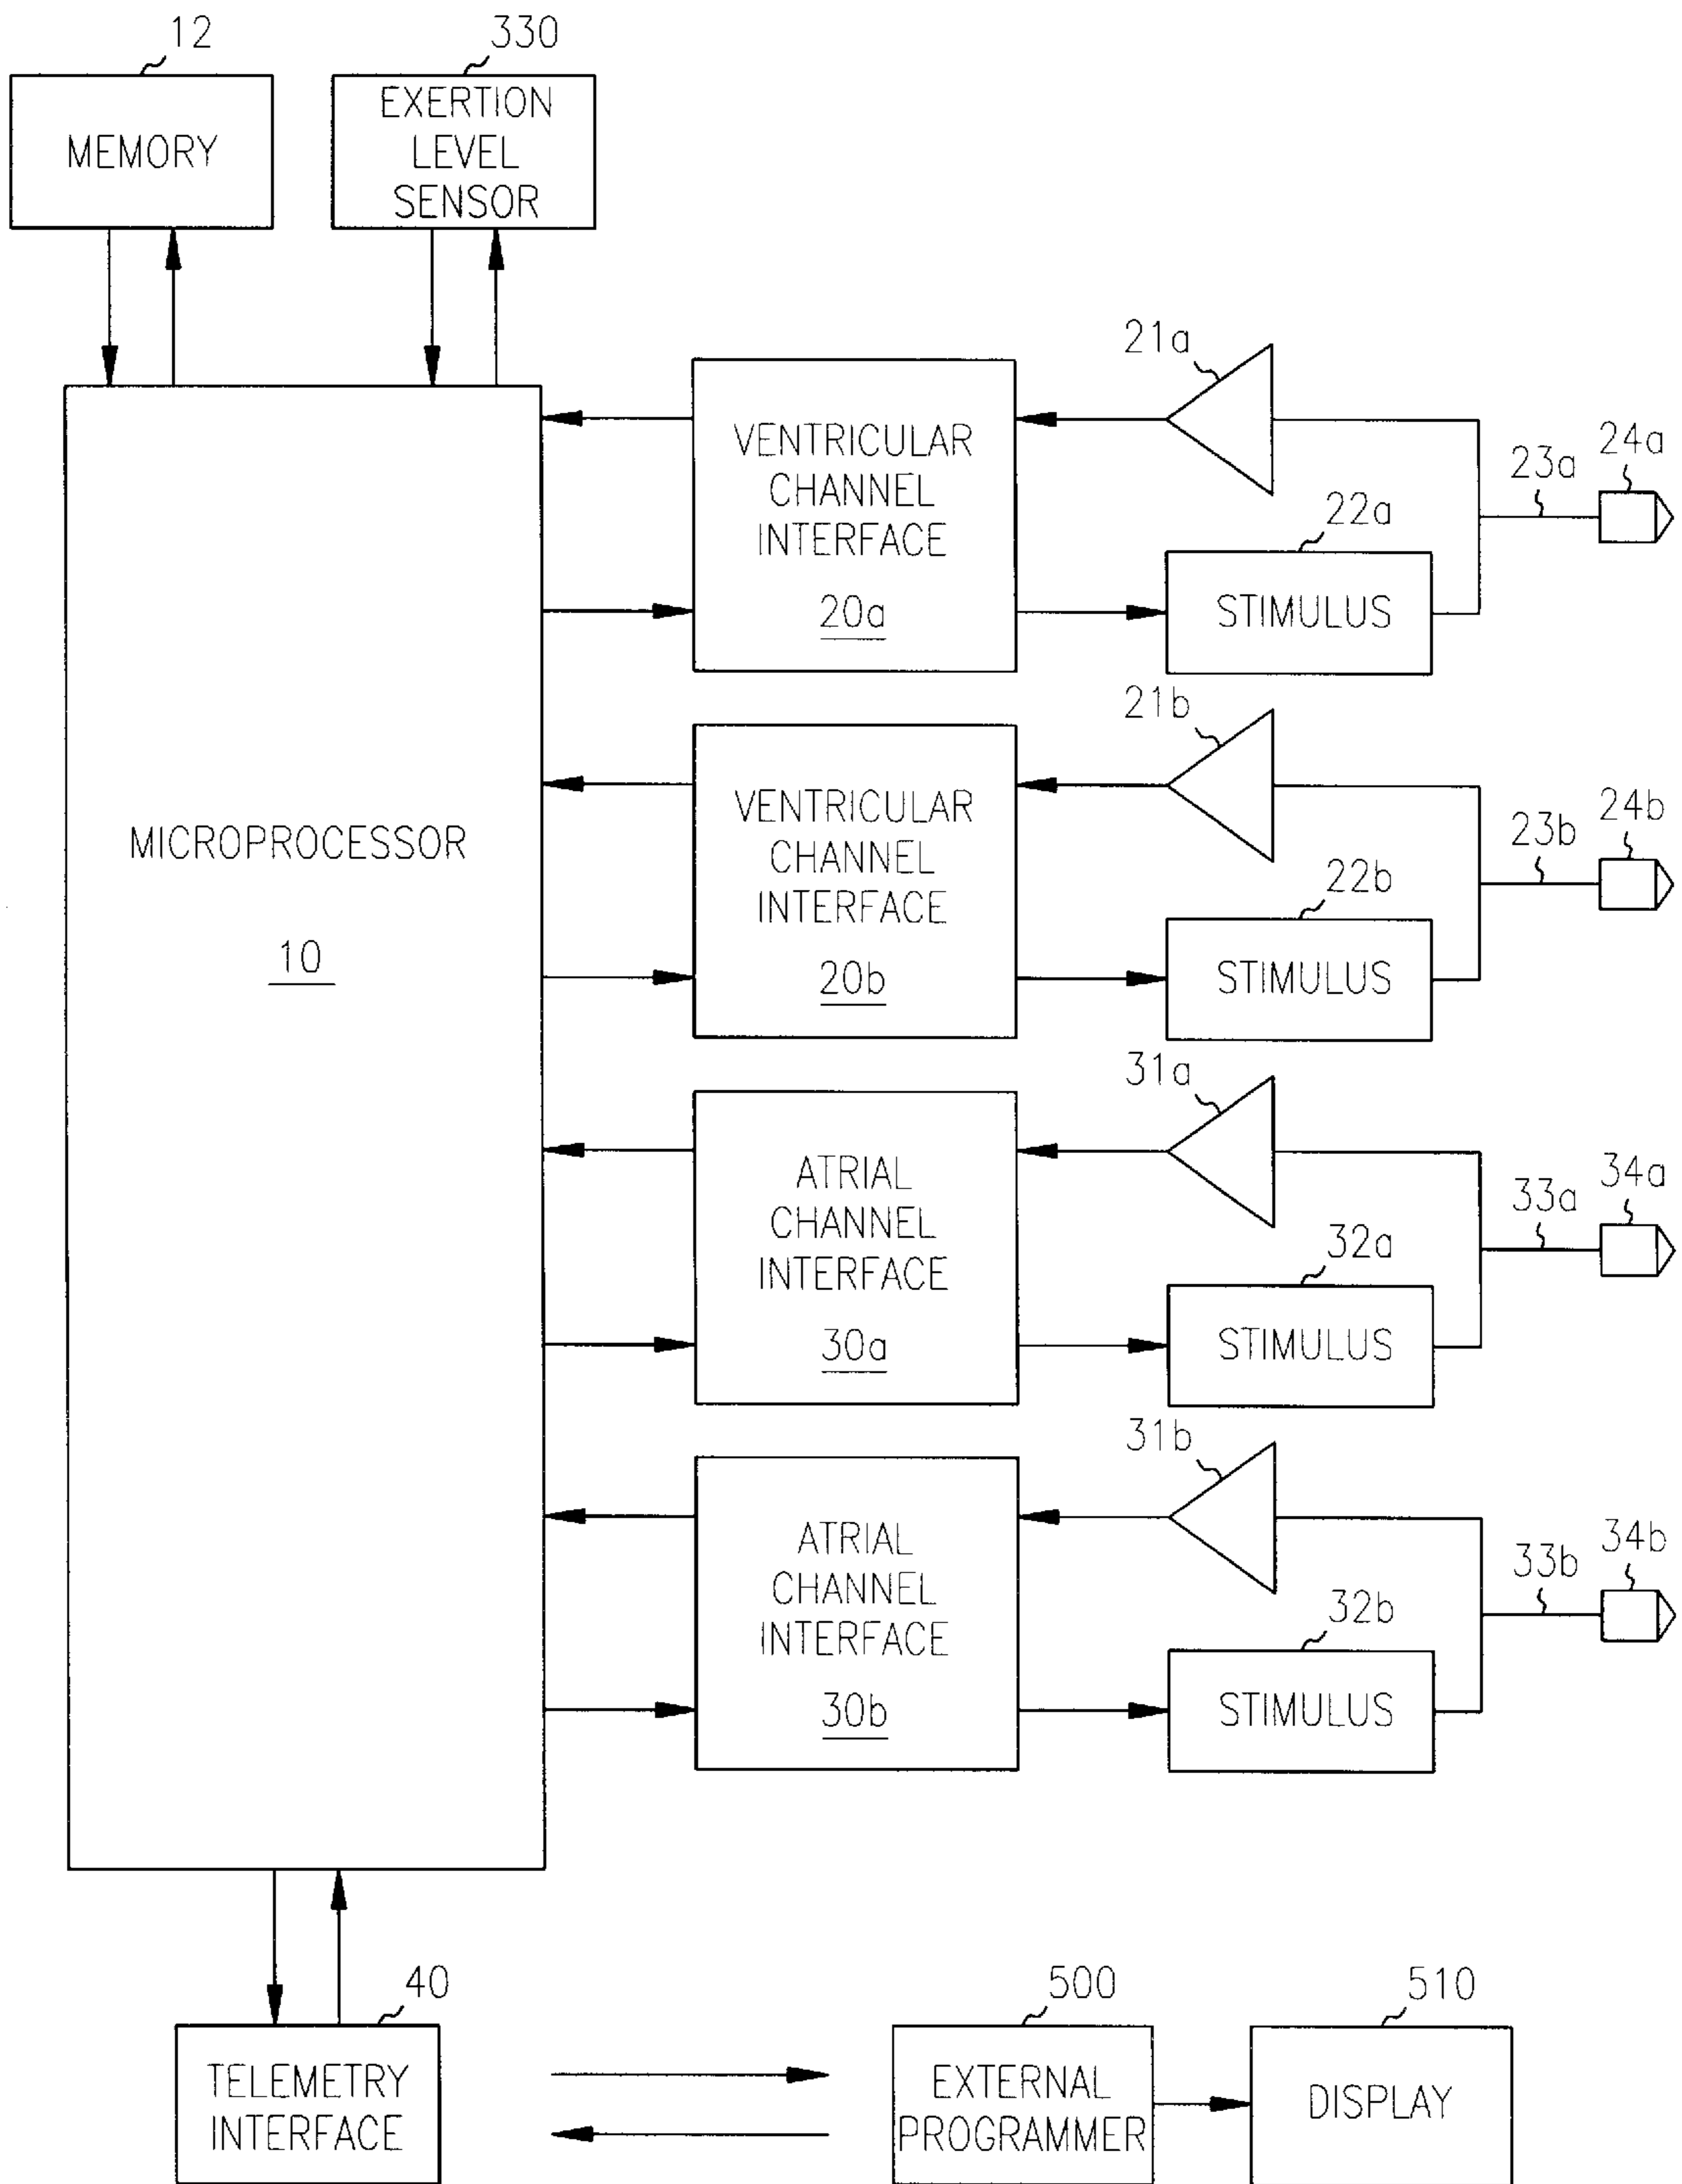 12
330
MEMORY
EXERTION
LEVEL
SENSOR
MICROPROCESSOR
10
VENTRICULAR
CHANNEL
INTERFACE
20a
21a
22a
STIMULUS
23a
24a
VENTRICULAR
CHANNEL
INTERFACE
20b
21b
22b
STIMULUS
23b
24b
ATRIAL
CHANNEL
INTERFACE
30a
31a
32a
STIMULUS
33a
34a
ATRIAL
CHANNEL
INTERFACE
30b
31b
32b
STIMULUS
33b
34b
40
TELEMETRY
INTERFACE
500
EXTERNAL
PROGRAMMER
510
DISPLAY